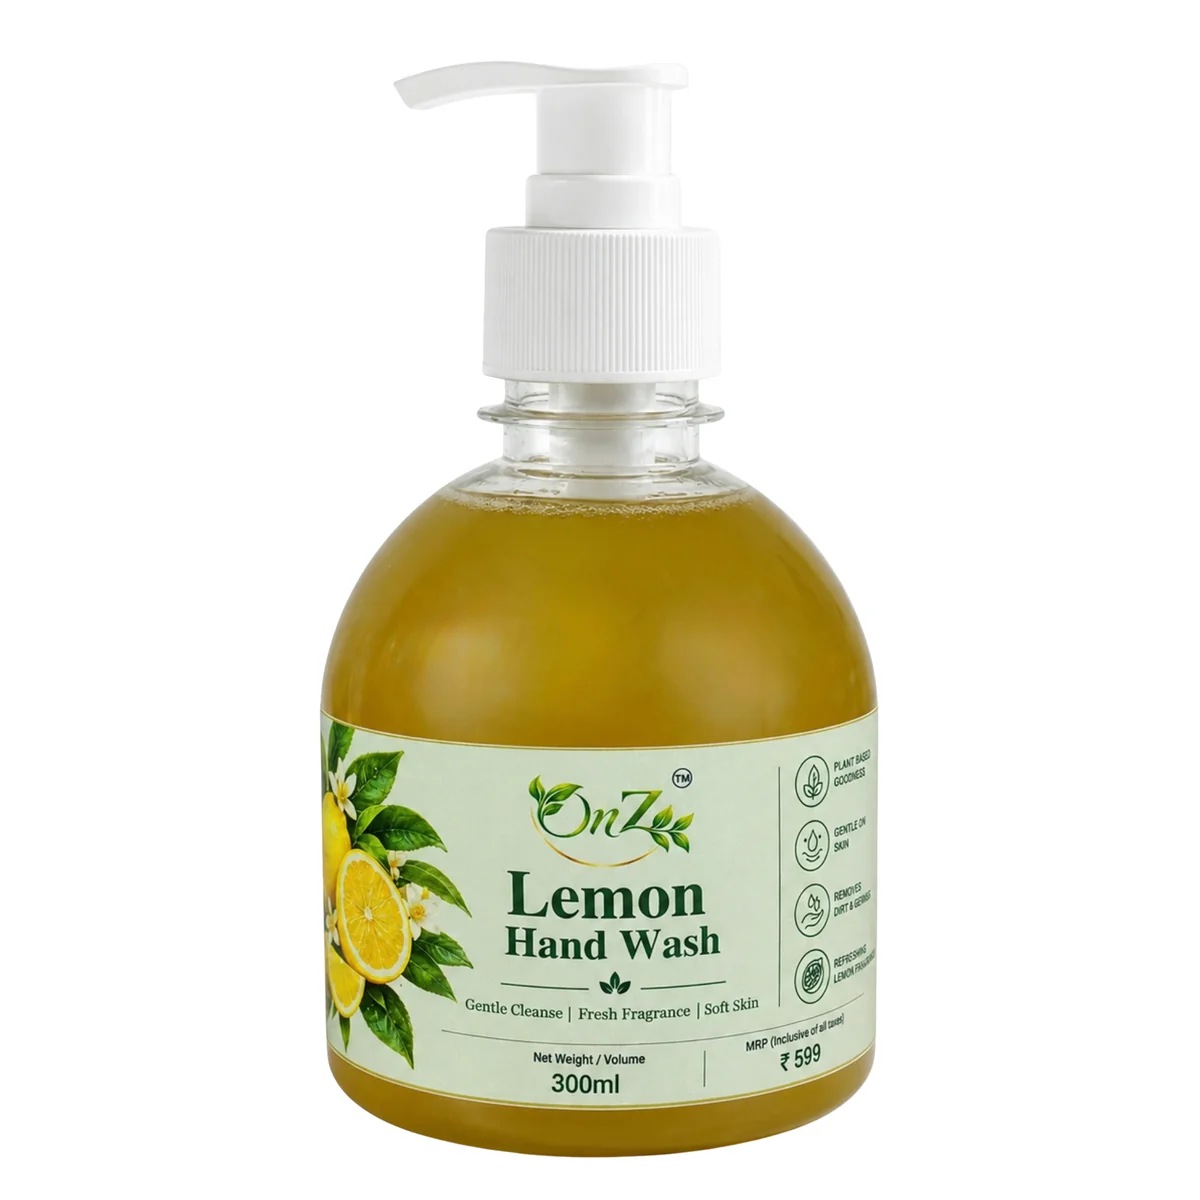 OnZ
TM
Lemon
Hand Wash
Gentle Cleanse | Fresh Fragrance | Soft Skin
Net Weight / Volume
300ml
MRP (Inclusive of all taxes)
₹ 599
PLANT BASED
GOODNESS
GENTLE ON
SKIN
REMOVES
DIRT & GERMS
REFRESHING
LEMON